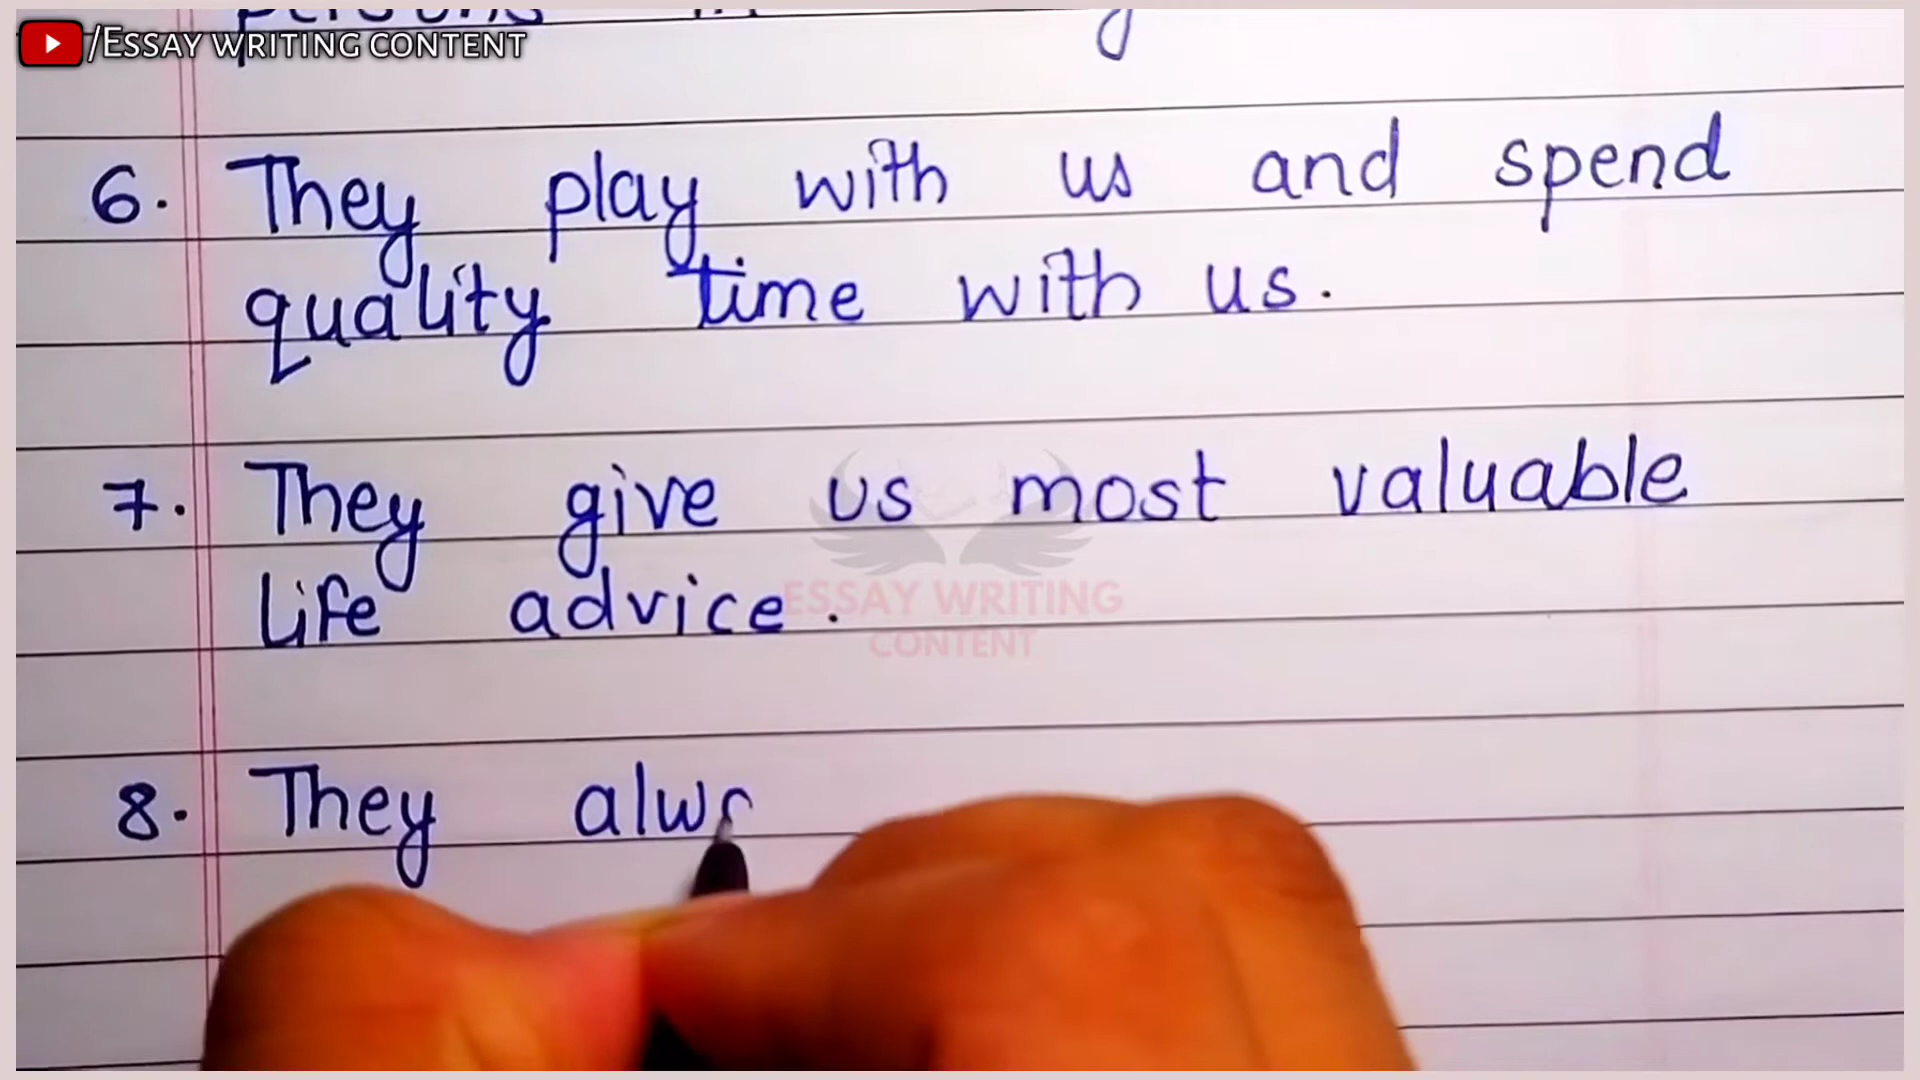 /ESSAY WRITING CONTENT
6. They play with us and spend
quality time with us.
7. They give us most valuable
Life advice.
ESSAY WRITING
CONTENT
8. They alwa